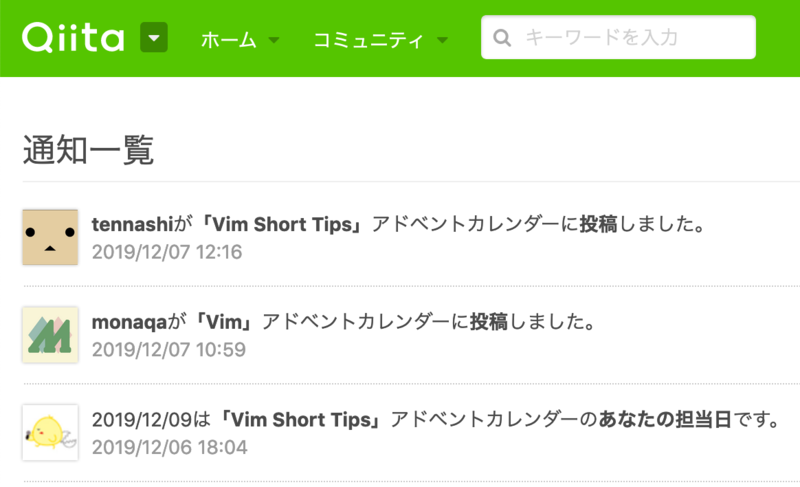 Qiita ホーム コミュニティ キーワードを入力
通知一覧
tennashiが「Vim Short Tips」アドベントカレンダーに投稿しました。
2019/12/07 12:16
monaqaが「Vim」アドベントカレンダーに投稿しました。
2019/12/07 10:59
2019/12/09は「Vim Short Tips」アドベントカレンダーのあなたの担当日です。
2019/12/06 18:04